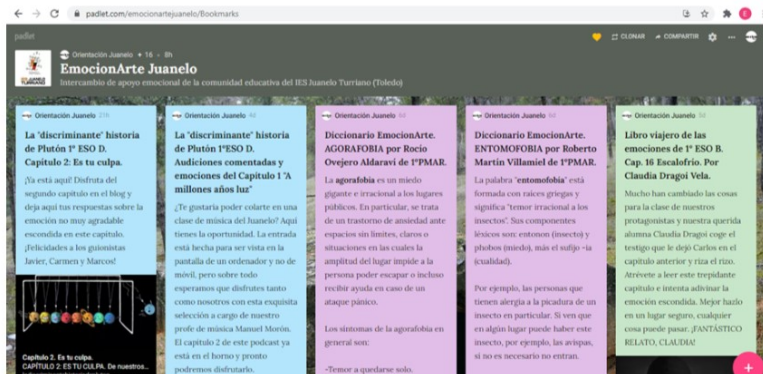 padlet.com/emocionartejuanelo/Bookmarks
padlet
CLONAR
COMPARTIR
Orientación Juanelo • 16 • 8h
EmocionArte Juanelo
Intercambio de apoyo emocional de la comunidad educativa del IES Juanelo Turriano (Toledo)
Orientación Juanelo 21h
La "discriminante" historia
de Plutón 1º ESO D.
Capítulo 2: Es tu culpa.
¡Ya está aquí! Disfruta del
segundo capítulo en el blog y
deja aquí tus respuestas sobre la
emoción no muy agradable
escondida en este capítulo.
¡Felicidades a los guionistas
Javier, Carmen y Marcos!
Capítulo 2. Es tu culpa.
CAPÍTULO 2: ES TU CULPA. De nuestros...
Orientación Juanelo 4d
La "discriminante" historia
de Plutón 1ºESO D.
Audiciones comentadas y
emociones del Capítulo 1 "A
millones años luz"
¿Te gustaría poder colarte en una
clase de música del Juanelo? Aquí
tienes la oportunidad. La entrada
está hecha para ser vista en la
pantalla de un ordenador y no de
móvil, pero sobre todo
esperamos que disfrutes tanto
como nosotros con esta exquisita
selección a cargo de nuestro
profe de música Manuel Morón.
El capítulo 2 de este podcast ya
está en el horno y pronto
podremos disfrutarlo.
Orientación Juanelo 6d
Diccionario EmocionArte.
AGORAFOBIA por Rocío
Ovejero Aldaravi de 1ºPMAR.
La agorafobia es un miedo
gigante e irracional a los lugares
públicos. En particular, se trata
de un trastorno de ansiedad ante
espacios sin límites, claros o
situaciones en las cuales la
amplitud del lugar impide a la
persona poder escapar o incluso
recibir ayuda en caso de un
ataque pánico.
Los síntomas de la agorafobia en
general son:
-Temor a quedarse solo.
Orientación Juanelo 6d
Diccionario EmocionArte.
ENTOMOFOBIA por Roberto
Martín Villamiel de 1ºPMAR.
La palabra "entomofobia" está
formada con raíces griegas y
significa "temor irracional a los
insectos". Sus componentes
léxicos son: entomon (insecto) y
phobos (miedo), más el sufijo -ia
(cualidad).
Por ejemplo, las personas que
tienen alergia a la picadura de un
insecto en particular. Si ven que
en algún lugar puede haber este
insecto, por ejemplo, las avispas,
si no es necesario no entran.
Orientación Juanelo 8d
Libro viajero de las
emociones de 1º ESO B.
Cap. 16 Escalofrío. Por
Claudia Dragoi Vela.
Mucho han cambiado las cosas
para la clase de nuestros
protagonistas y nuestra querida
alumna Claudia Dragoi coge el
testigo que le dejó Carlos en el
capítulo anterior y riza el rizo.
Atrévete a leer este trepidante
capítulo e intenta adivinar la
emoción escondida. Mejor hazlo
en un lugar seguro, cualquier
cosa puede pasar. ¡FANTÁSTICO
RELATO, CLAUDIA!